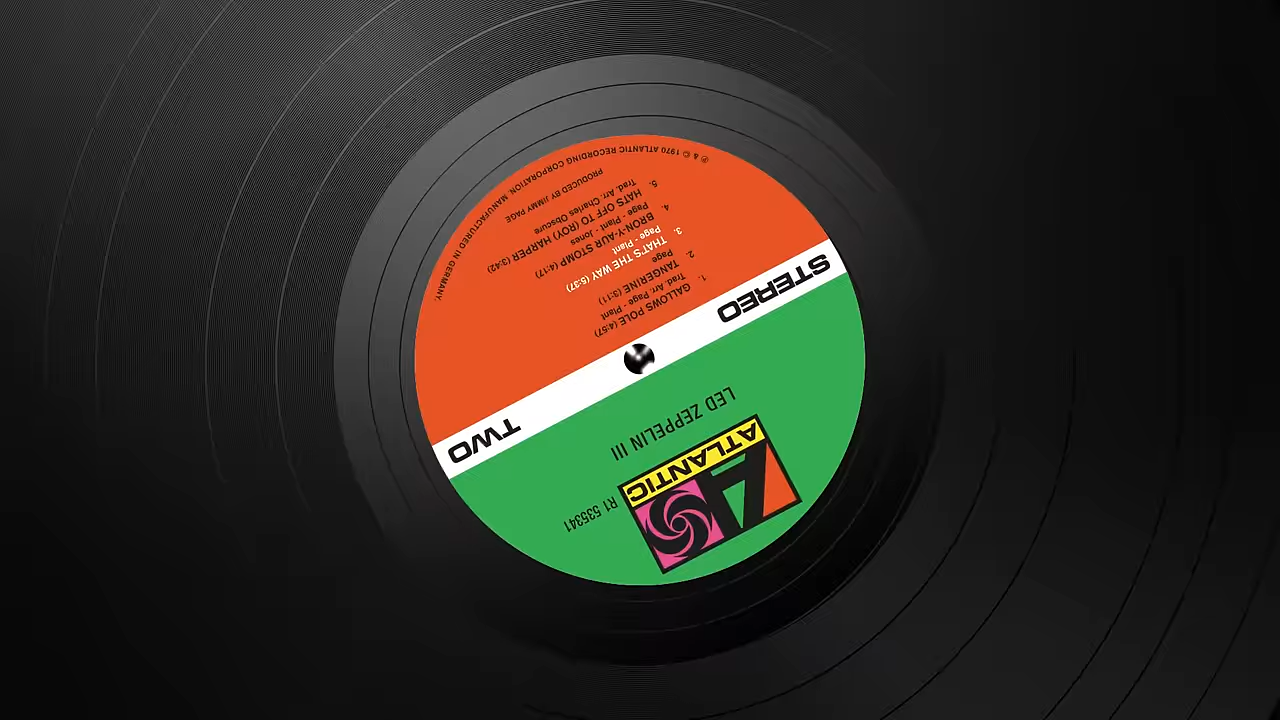 ATLANTIC
R1 535341
LED ZEPPELIN III
STEREO TWO
1. GALLOWS POLE (4:57)
Trad. Arr. Page - Plant
2. TANGERINE (3:11)
Page
3. THAT'S THE WAY (5:37)
Page - Plant
4. BRON-Y-AUR STOMP (4:17)
Page - Plant - Jones
5. HATS OFF TO (ROY) HARPER (3:42)
Trad. Arr. Charles Obscure
PRODUCED BY JIMMY PAGE
℗ & © 1970 ATLANTIC RECORDING CORPORATION. MANUFACTURED IN GERMANY.